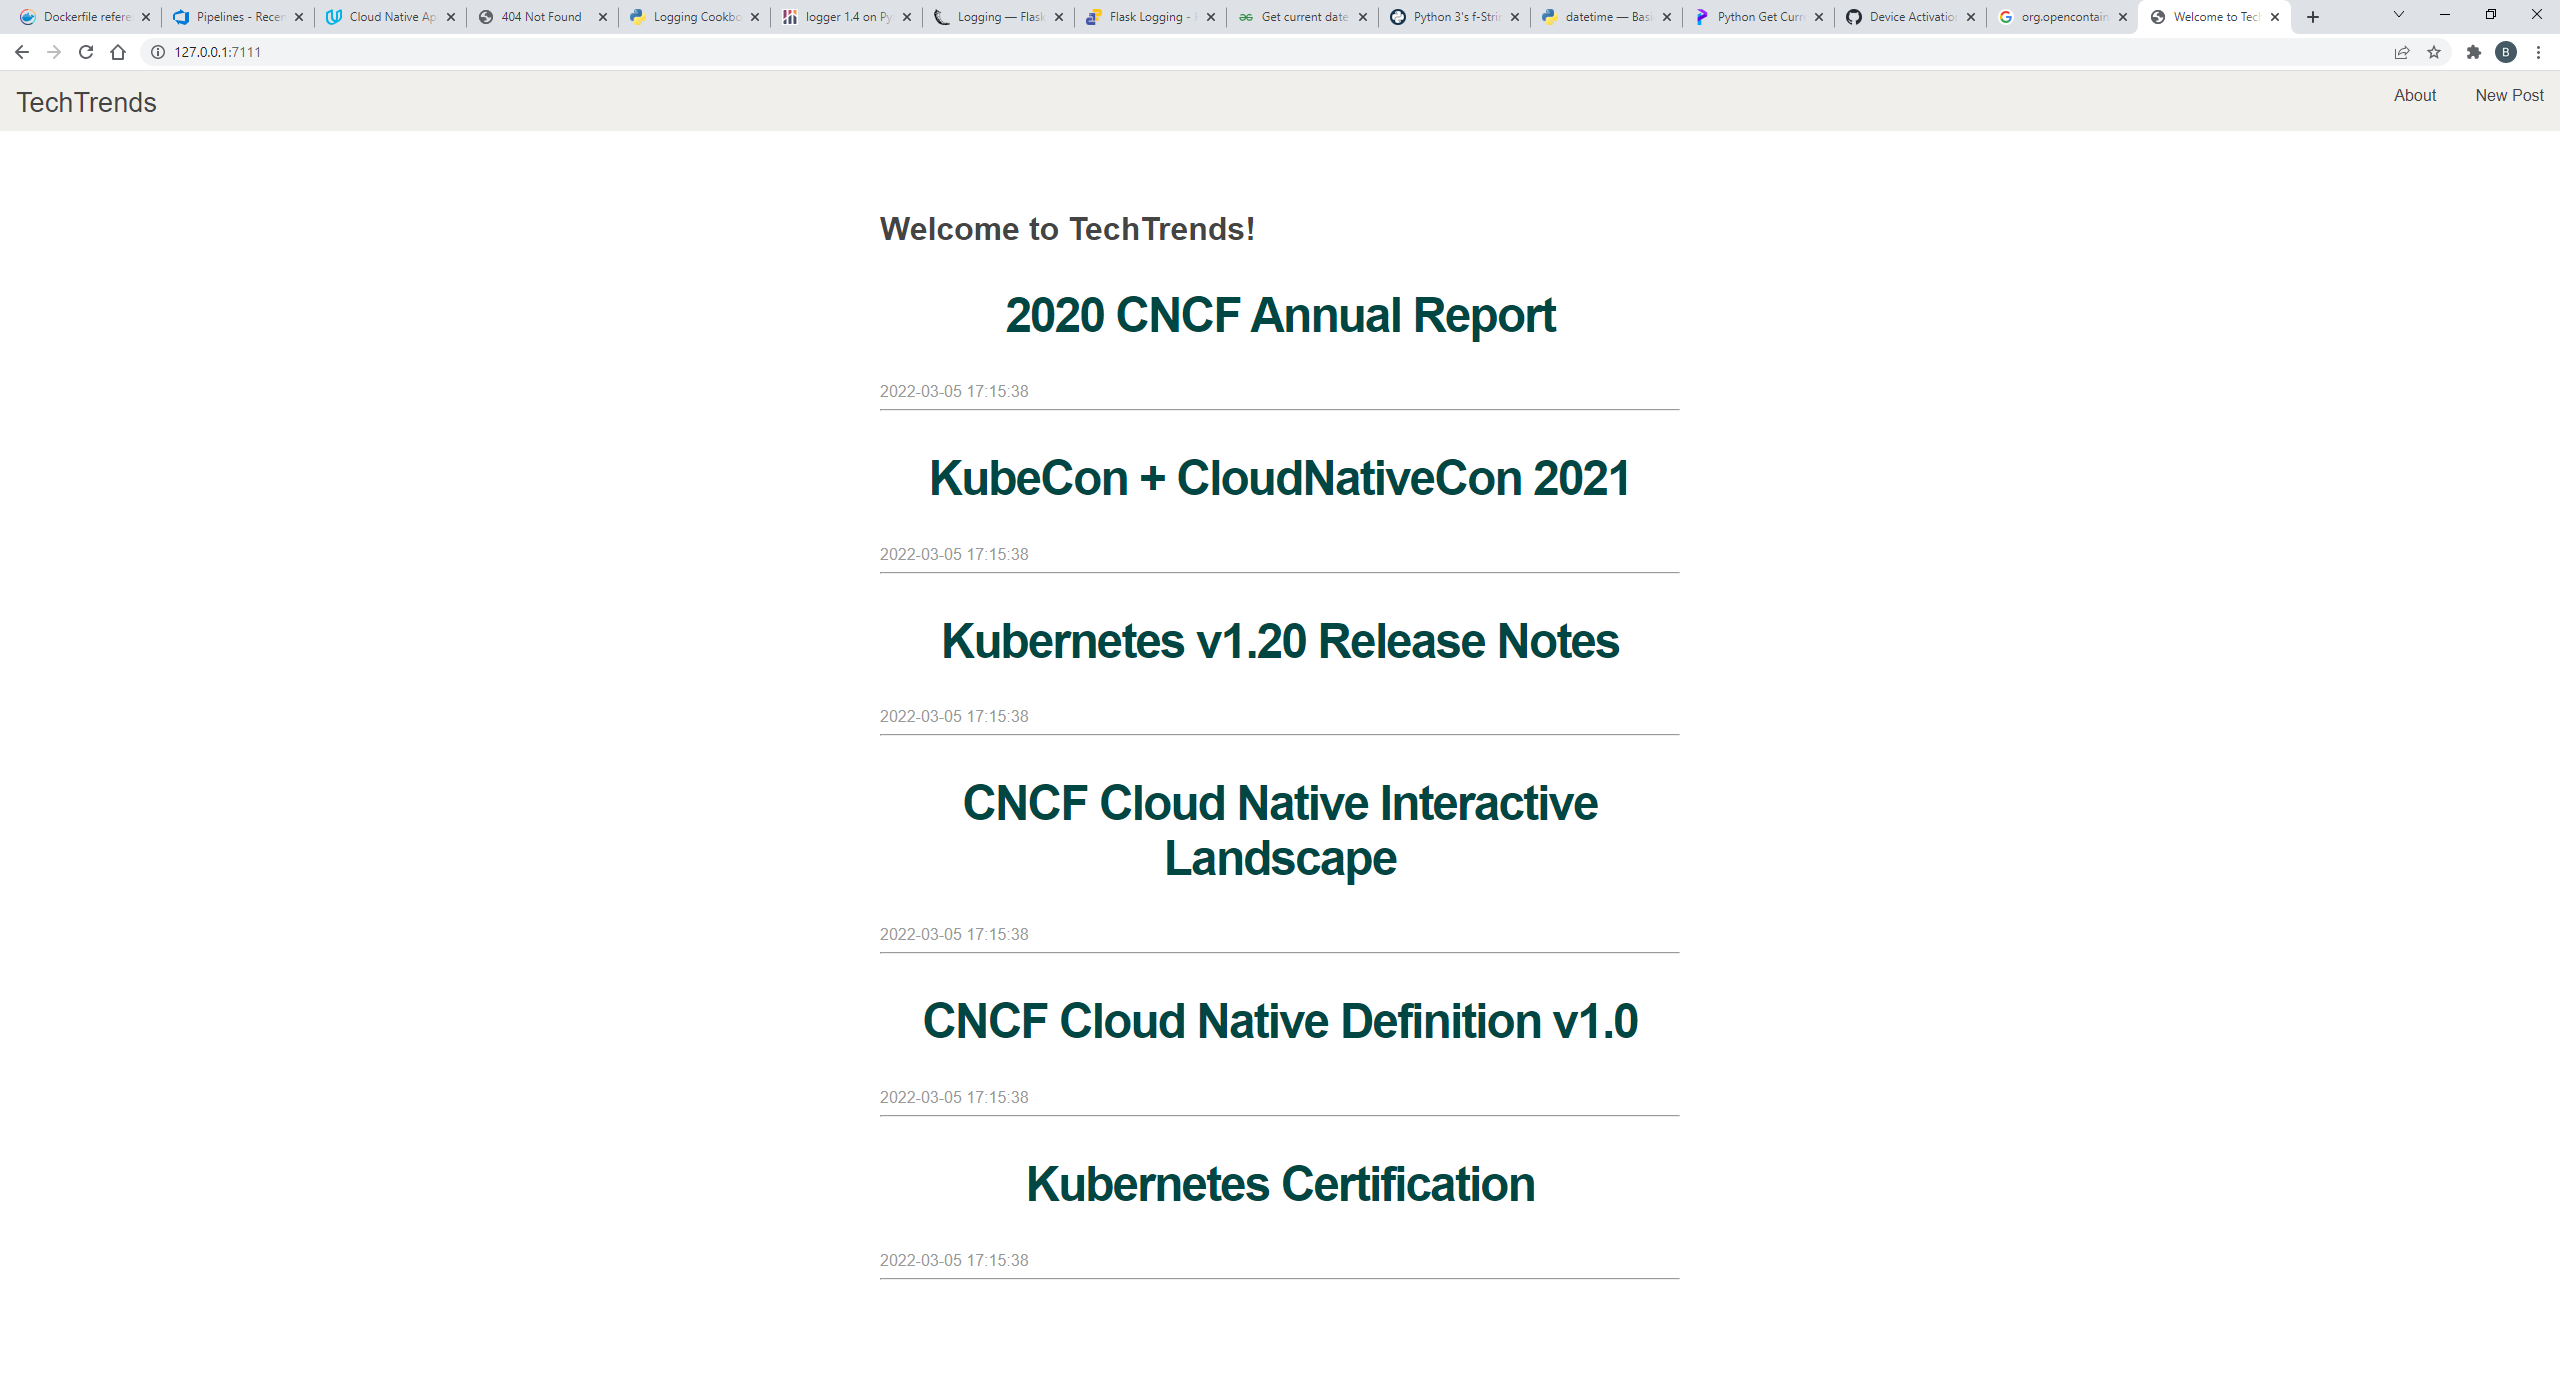 Dockerfile refere
Pipelines - Recen
Cloud Native Ap
404 Not Found
Logging Cookbo
logger 1.4 on Py
Logging — Flask
Flask Logging -
Get current date
Python 3's f-Strin
datetime — Basi
Python Get Curr
Device Activatio
org.opencontain
Welcome to Tec
127.0.0.1:7111
B
TechTrends
About
New Post
Welcome to TechTrends!
2020 CNCF Annual Report
2022-03-05 17:15:38
KubeCon + CloudNativeCon 2021
2022-03-05 17:15:38
Kubernetes v1.20 Release Notes
2022-03-05 17:15:38
CNCF Cloud Native Interactive
Landscape
2022-03-05 17:15:38
CNCF Cloud Native Definition v1.0
2022-03-05 17:15:38
Kubernetes Certification
2022-03-05 17:15:38